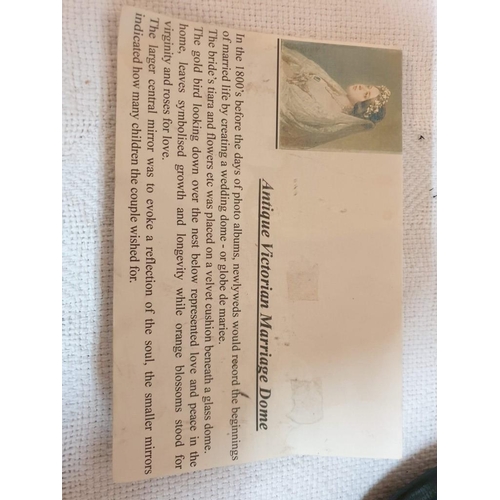 Antique Victorian Marriage Dome
In the 1800's before the days of photo albums, newlyweds would record the beginnings
of married life by creating a wedding dome - or globe de mariee.
The bride's tiara and flowers etc was placed on a velvet cushion beneath a glass dome.
The gold bird looking down over the nest below represented love and peace in the
home, leaves symbolised growth and longevity while orange blossoms stood for
virginity and roses for love.
The larger central mirror was to evoke a reflection of the soul, the smaller mirrors
indicated how many children the couple wished for.